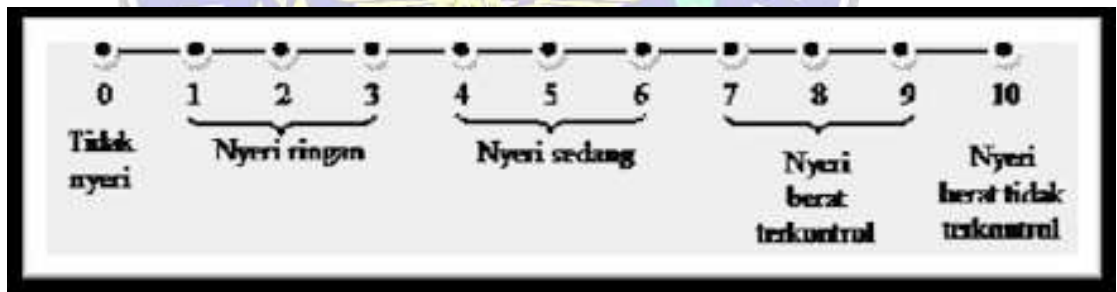 0 1 2 3 4 5 6 7 8 9 10
Tidak
nyeri
Nyeri ringan
Nyeri sedang
Nyeri
berat
terkontrol
Nyeri
berat tidak
terkontrol